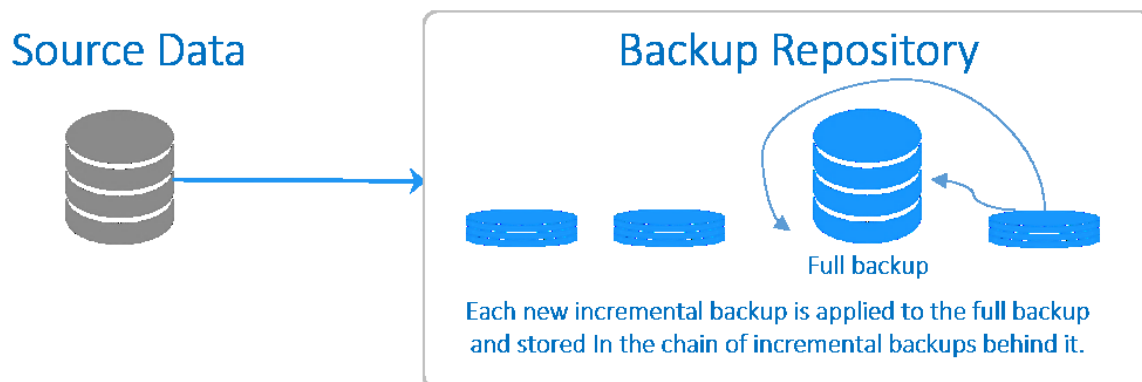 Source Data
Backup Repository
Full backup
Each new incremental backup is applied to the full backup
and stored In the chain of incremental backups behind it.